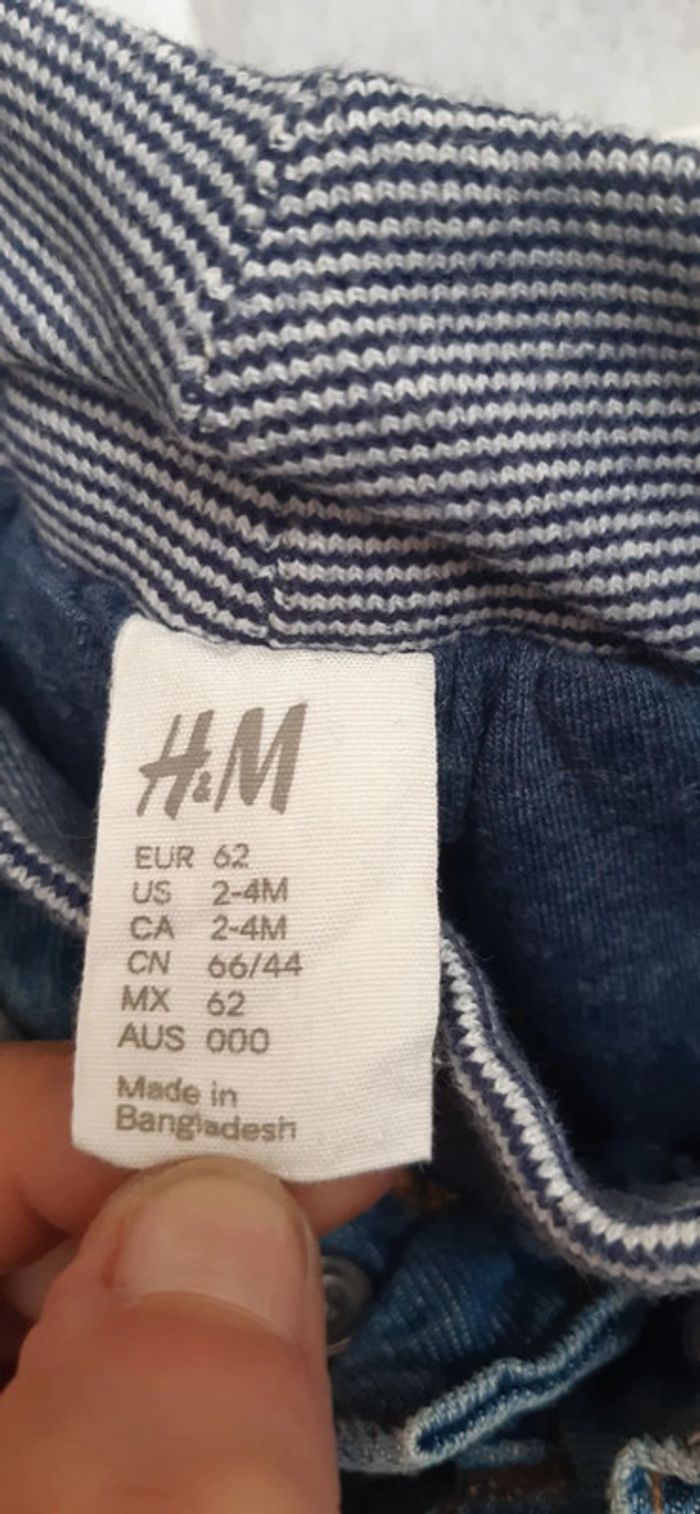 H&M
EUR 62
US 2-4M
CA 2-4M
CN 66/44
MX 62
AUS 000
Made in
Bangladesh